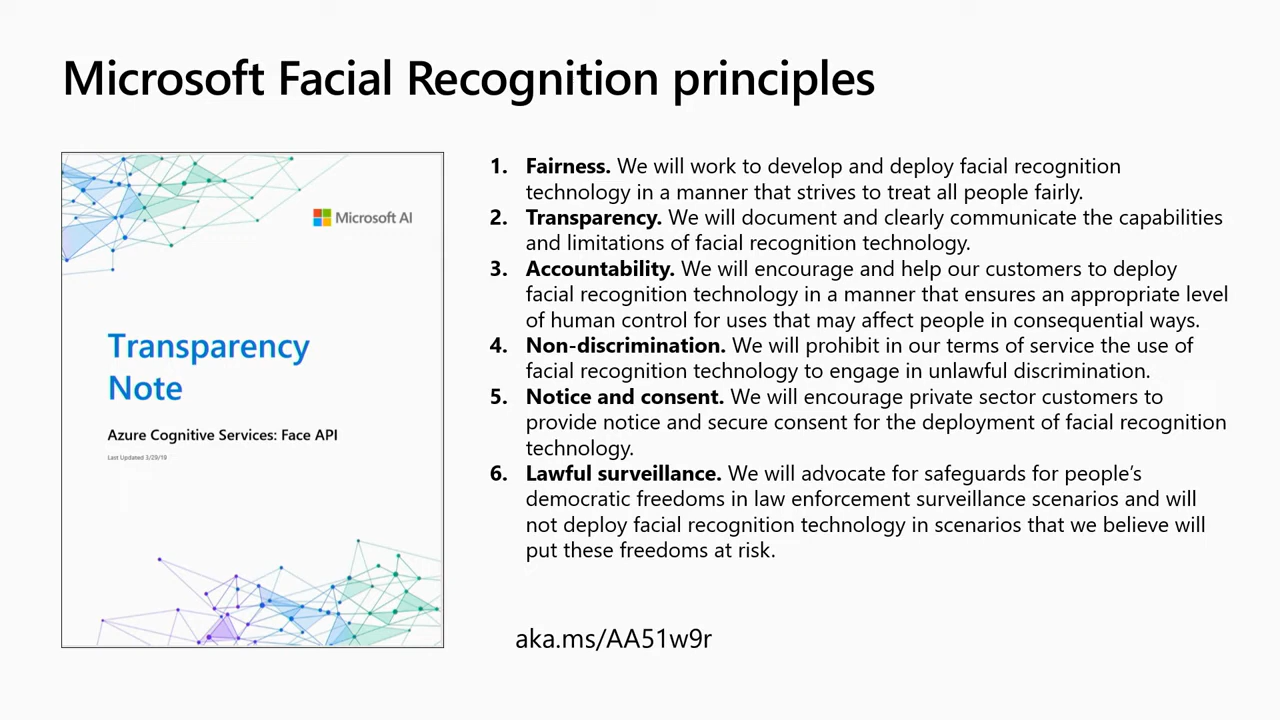 Microsoft Facial Recognition principles
Microsoft AI
Transparency
Note
Azure Cognitive Services: Face API
Last Updated 3/29/19
1. Fairness. We will work to develop and deploy facial recognition
technology in a manner that strives to treat all people fairly.
2. Transparency. We will document and clearly communicate the capabilities
and limitations of facial recognition technology.
3. Accountability. We will encourage and help our customers to deploy
facial recognition technology in a manner that ensures an appropriate level
of human control for uses that may affect people in consequential ways.
4. Non-discrimination. We will prohibit in our terms of service the use of
facial recognition technology to engage in unlawful discrimination.
5. Notice and consent. We will encourage private sector customers to
provide notice and secure consent for the deployment of facial recognition
technology.
6. Lawful surveillance. We will advocate for safeguards for people’s
democratic freedoms in law enforcement surveillance scenarios and will
not deploy facial recognition technology in scenarios that we believe will
put these freedoms at risk.
aka.ms/AA51w9r